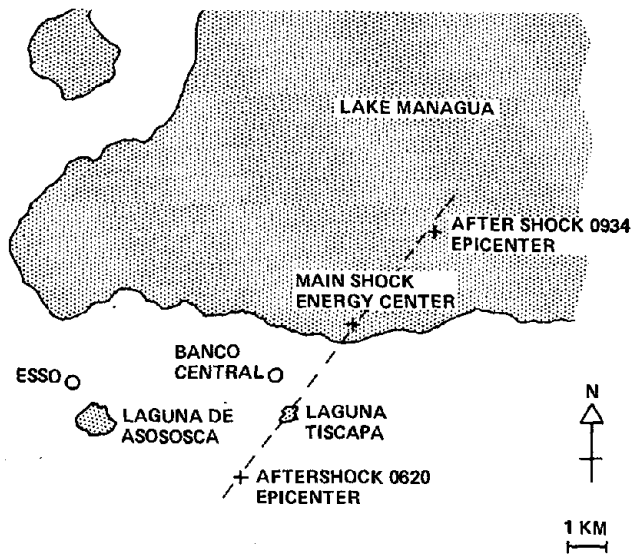 LAKE MANAGUA
AFTER SHOCK 0934
EPICENTER
MAIN SHOCK
ENERGY CENTER
BANCO
CENTRAL
ESSO
LAGUNA DE
ASOSOSCA
LAGUNA
TISCAPA
AFTERSHOCK 0620
EPICENTER
N
1 KM